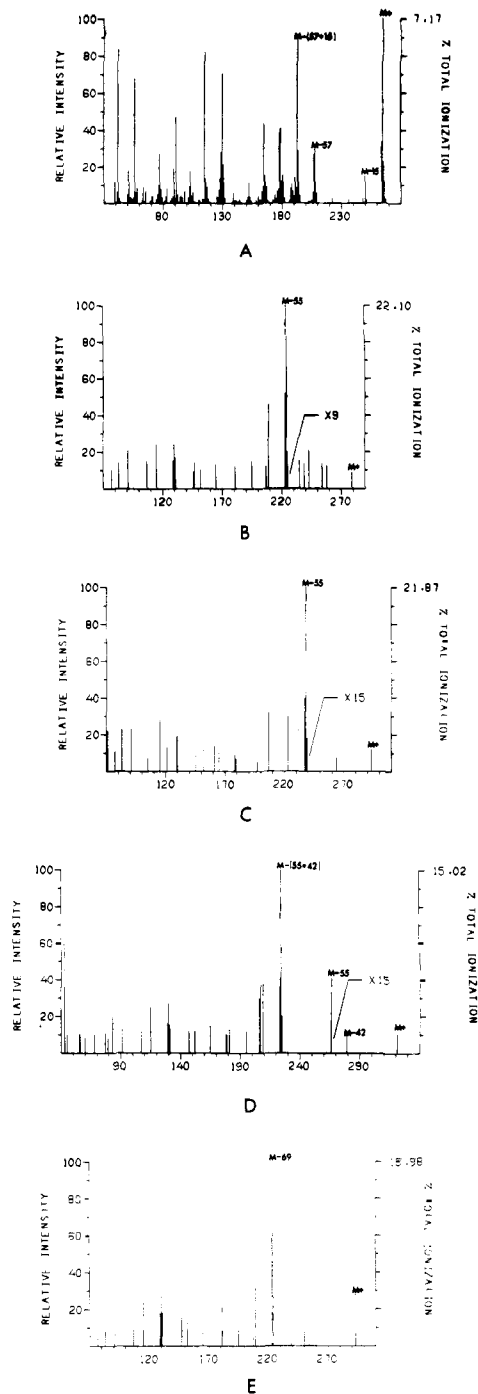 M+
7.17
100
80
60
40
20
RELATIVE INTENSITY
% TOTAL IONIZATION
M-(57+15)
M-57
M-15
80 130 180 230
A
M-55
22.10
100
80
60
40
20
RELATIVE INTENSITY
% TOTAL IONIZATION
X9
M+
120 170 220 270
B
M-55
21.87
100
80
60
40
20
RELATIVE INTENSITY
% TOTAL IONIZATION
X15
M+
120 170 220 270
C
M-(55+42)
15.02
100
80
60
40
20
RELATIVE INTENSITY
% TOTAL IONIZATION
M-55
X15
M-42
M+
90 140 190 240 290
D
M-69
100
80
60
40
20
RELATIVE INTENSITY
% TOTAL IONIZATION
M+
120 170 220 270
E